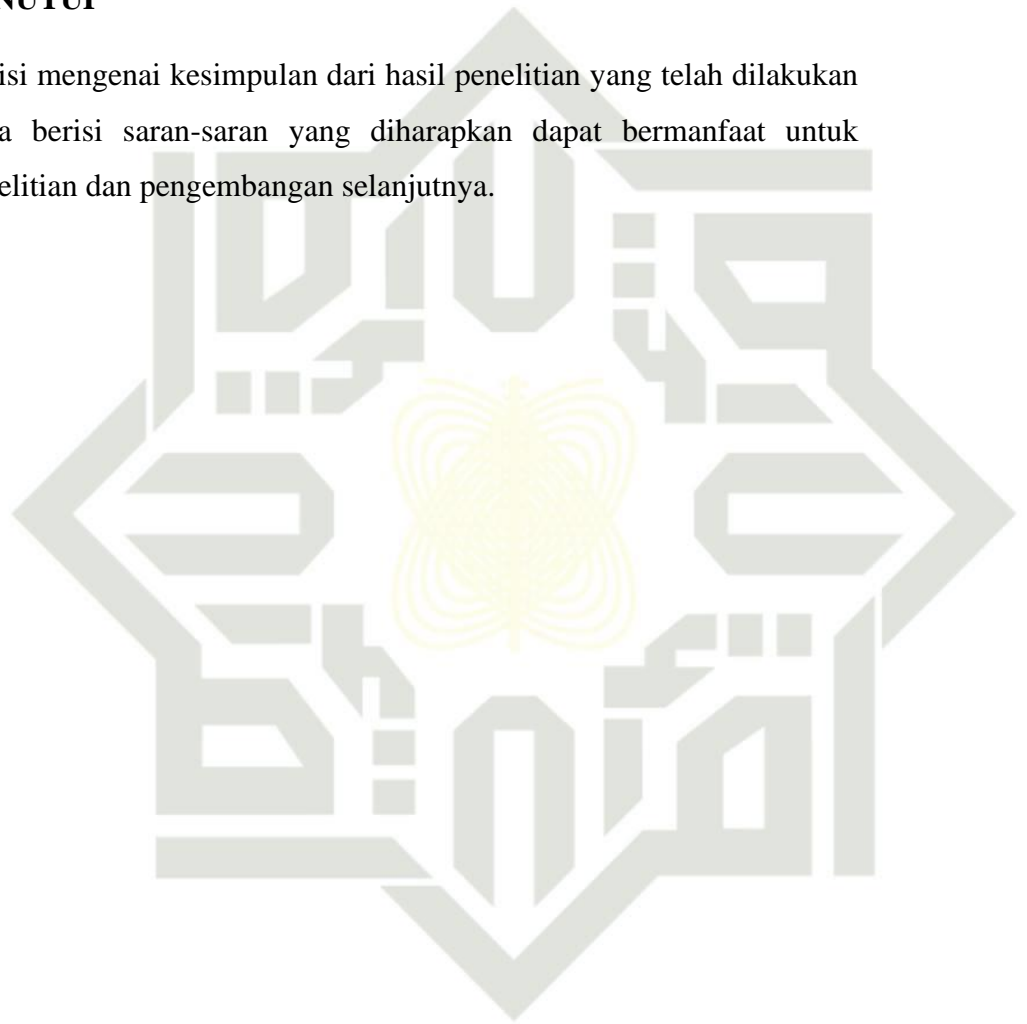 NUTUP
isi mengenai kesimpulan dari hasil penelitian yang telah dilakukan
a berisi saran-saran yang diharapkan dapat bermanfaat untuk
elitian dan pengembangan selanjutnya.